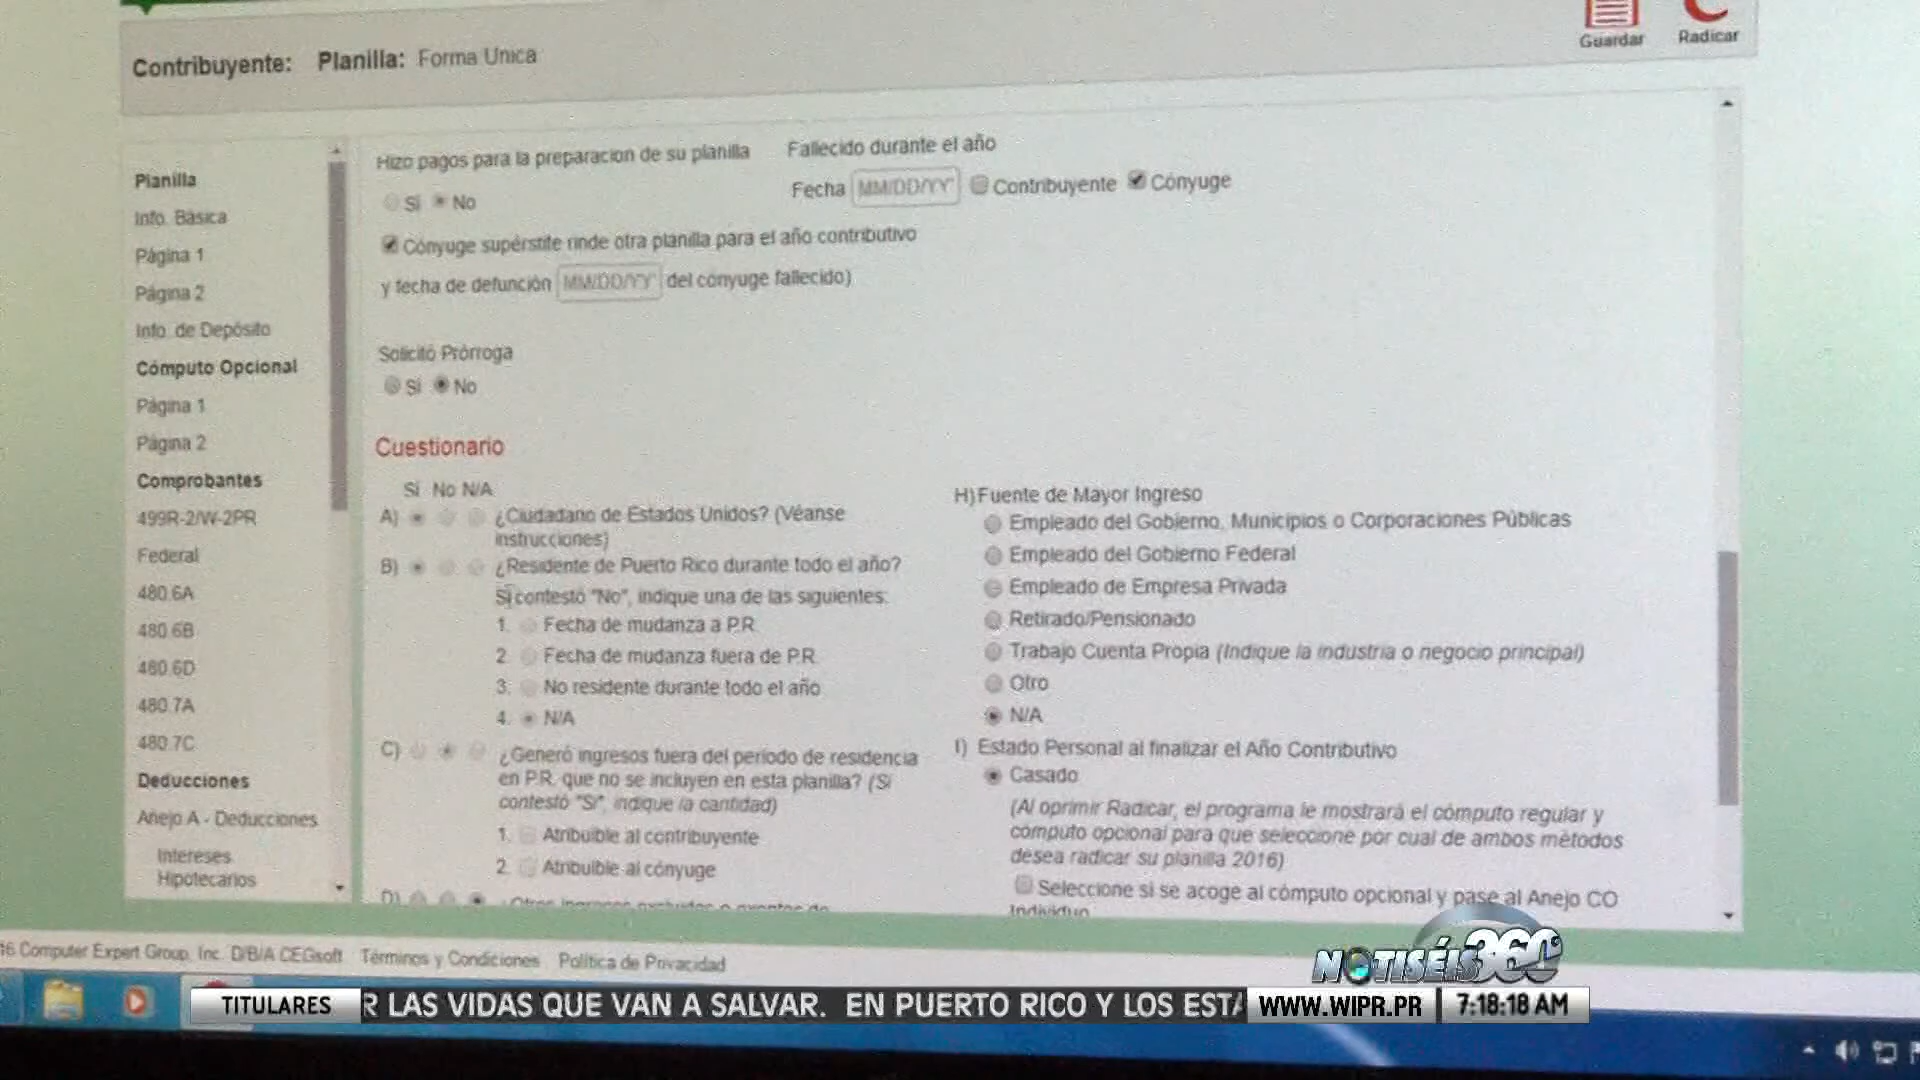 Contribuyente: Planilla: Forma Unica
Guardar
Radicar
Planilla
Info. Básica
Página 1
Página 2
Info. de Depósito
Cómputo Opcional
Página 1
Página 2
Comprobantes
499R-2/W-2PR
Federal
480.6A
480.6B
480.6D
480.7A
480.7C
Deducciones
Anejo A - Deducciones
Intereses
Hipotecarios
Hizo pagos para la preparacion de su planilla
Sí No
Fallecido durante el año
Fecha MM/DD/YY Contribuyente Cónyuge
Cónyuge supérstite rinde otra planilla para el año contributivo
y fecha de defunción MM/DD/YY del conyuge fallecido)
Solicitó Prórroga
Sí No
Cuestionario
Sí No N/A
A) ¿Ciudadano de Estados Unidos? (Véanse
instrucciones)
B) ¿Residente de Puerto Rico durante todo el año?
Si contestó "No", indique una de las siguientes:
1. Fecha de mudanza a P.R.
2. Fecha de mudanza fuera de P.R.
3. No residente durante todo el año
4. N/A
C) ¿Generó ingresos fuera del periodo de residencia
en P.R. que no se incluyen en esta planilla? (Si
contestó "Sí", indique la cantidad)
1. Atribuible al contribuyente
2. Atribuible al cónyuge
D)
H) Fuente de Mayor Ingreso
Empleado del Gobierno, Municipios o Corporaciones Públicas
Empleado del Gobierno Federal
Empleado de Empresa Privada
Retirado/Pensionado
Trabajo Cuenta Propia (Indique la industria o negocio principal)
Otro
N/A
I) Estado Personal al finalizar el Año Contributivo
Casado
(Al oprimir Radicar, el programa le mostrará el cómputo regular y
cómputo opcional para que seleccione por cual de ambos métodos
desea radicar su planilla 2016)
Seleccione si se acoge al cómputo opcional y pase al Anejo CO
Individuo
16 Computer Expert Group, Inc. D/B/A CEGsoft Términos y Condiciones Política de Privacidad
NOTISÉIS 360°
TITULARES R LAS VIDAS QUE VAN A SALVAR. EN PUERTO RICO Y LOS ESTA WWW.WIPR.PR 7:18:18 AM